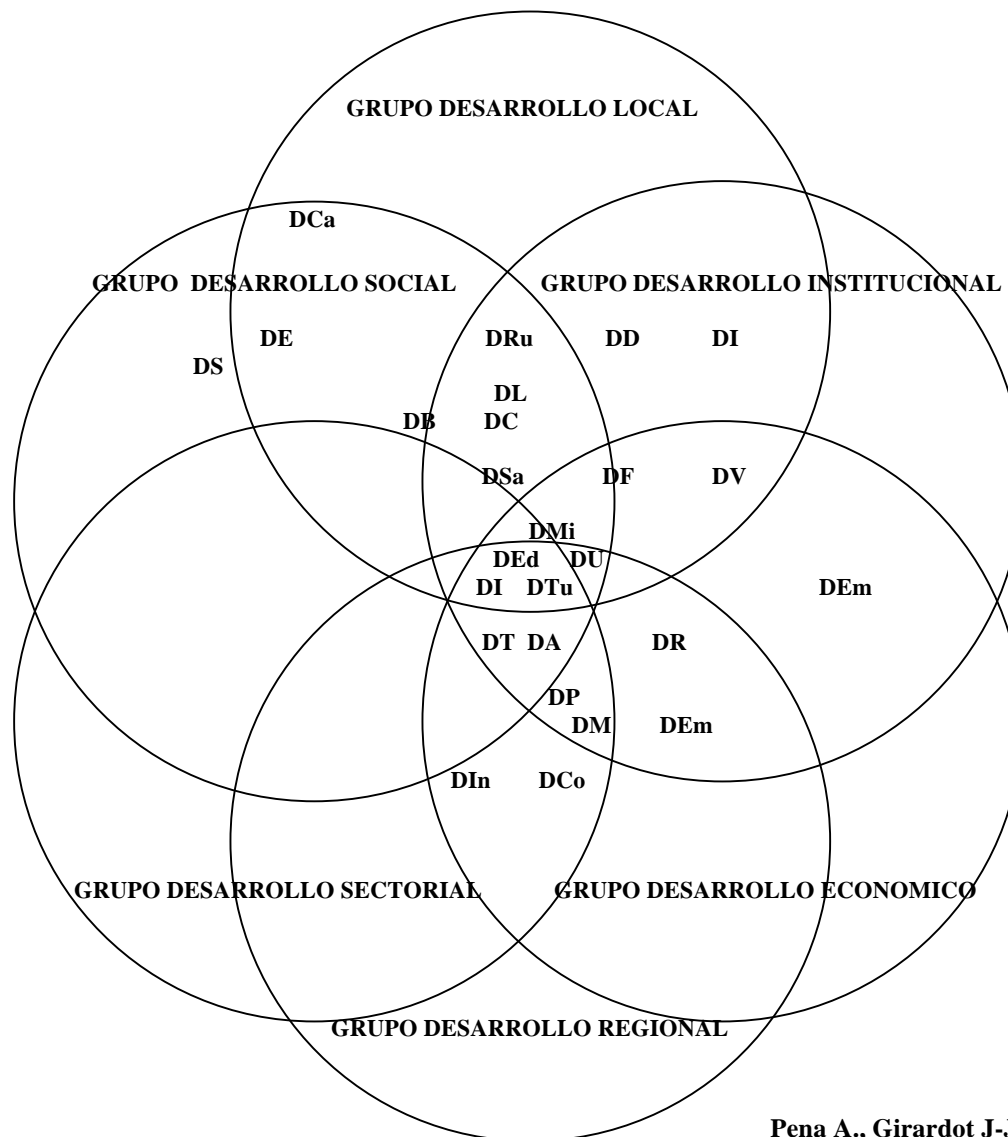 GRUPO DESARROLLO LOCAL
DCa
GRUPO DESARROLLO SOCIAL
GRUPO DESARROLLO INSTITUCIONAL
DE
DRu
DD
DI
DS
DL
DB
DC
DSa
DF
DV
DMi
DEd
DU
DI
DTu
DEm
DT
DA
DR
DP
DM
DEm
DIn
DCo
GRUPO DESARROLLO SECTORIAL
GRUPO DESARROLLO ECONOMICO
GRUPO DESARROLLO REGIONAL
Pena A., Girardot J-J